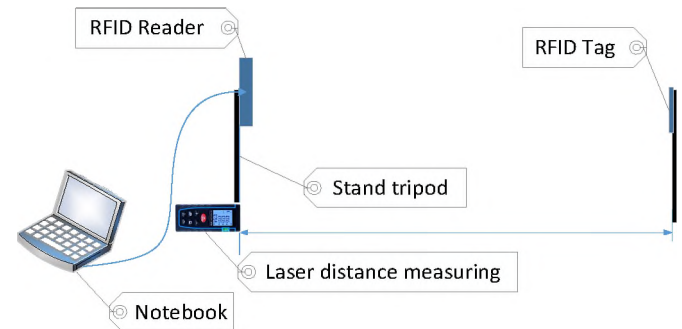 RFID Reader
RFID Tag
Stand tripod
Laser distance measuring
Notebook